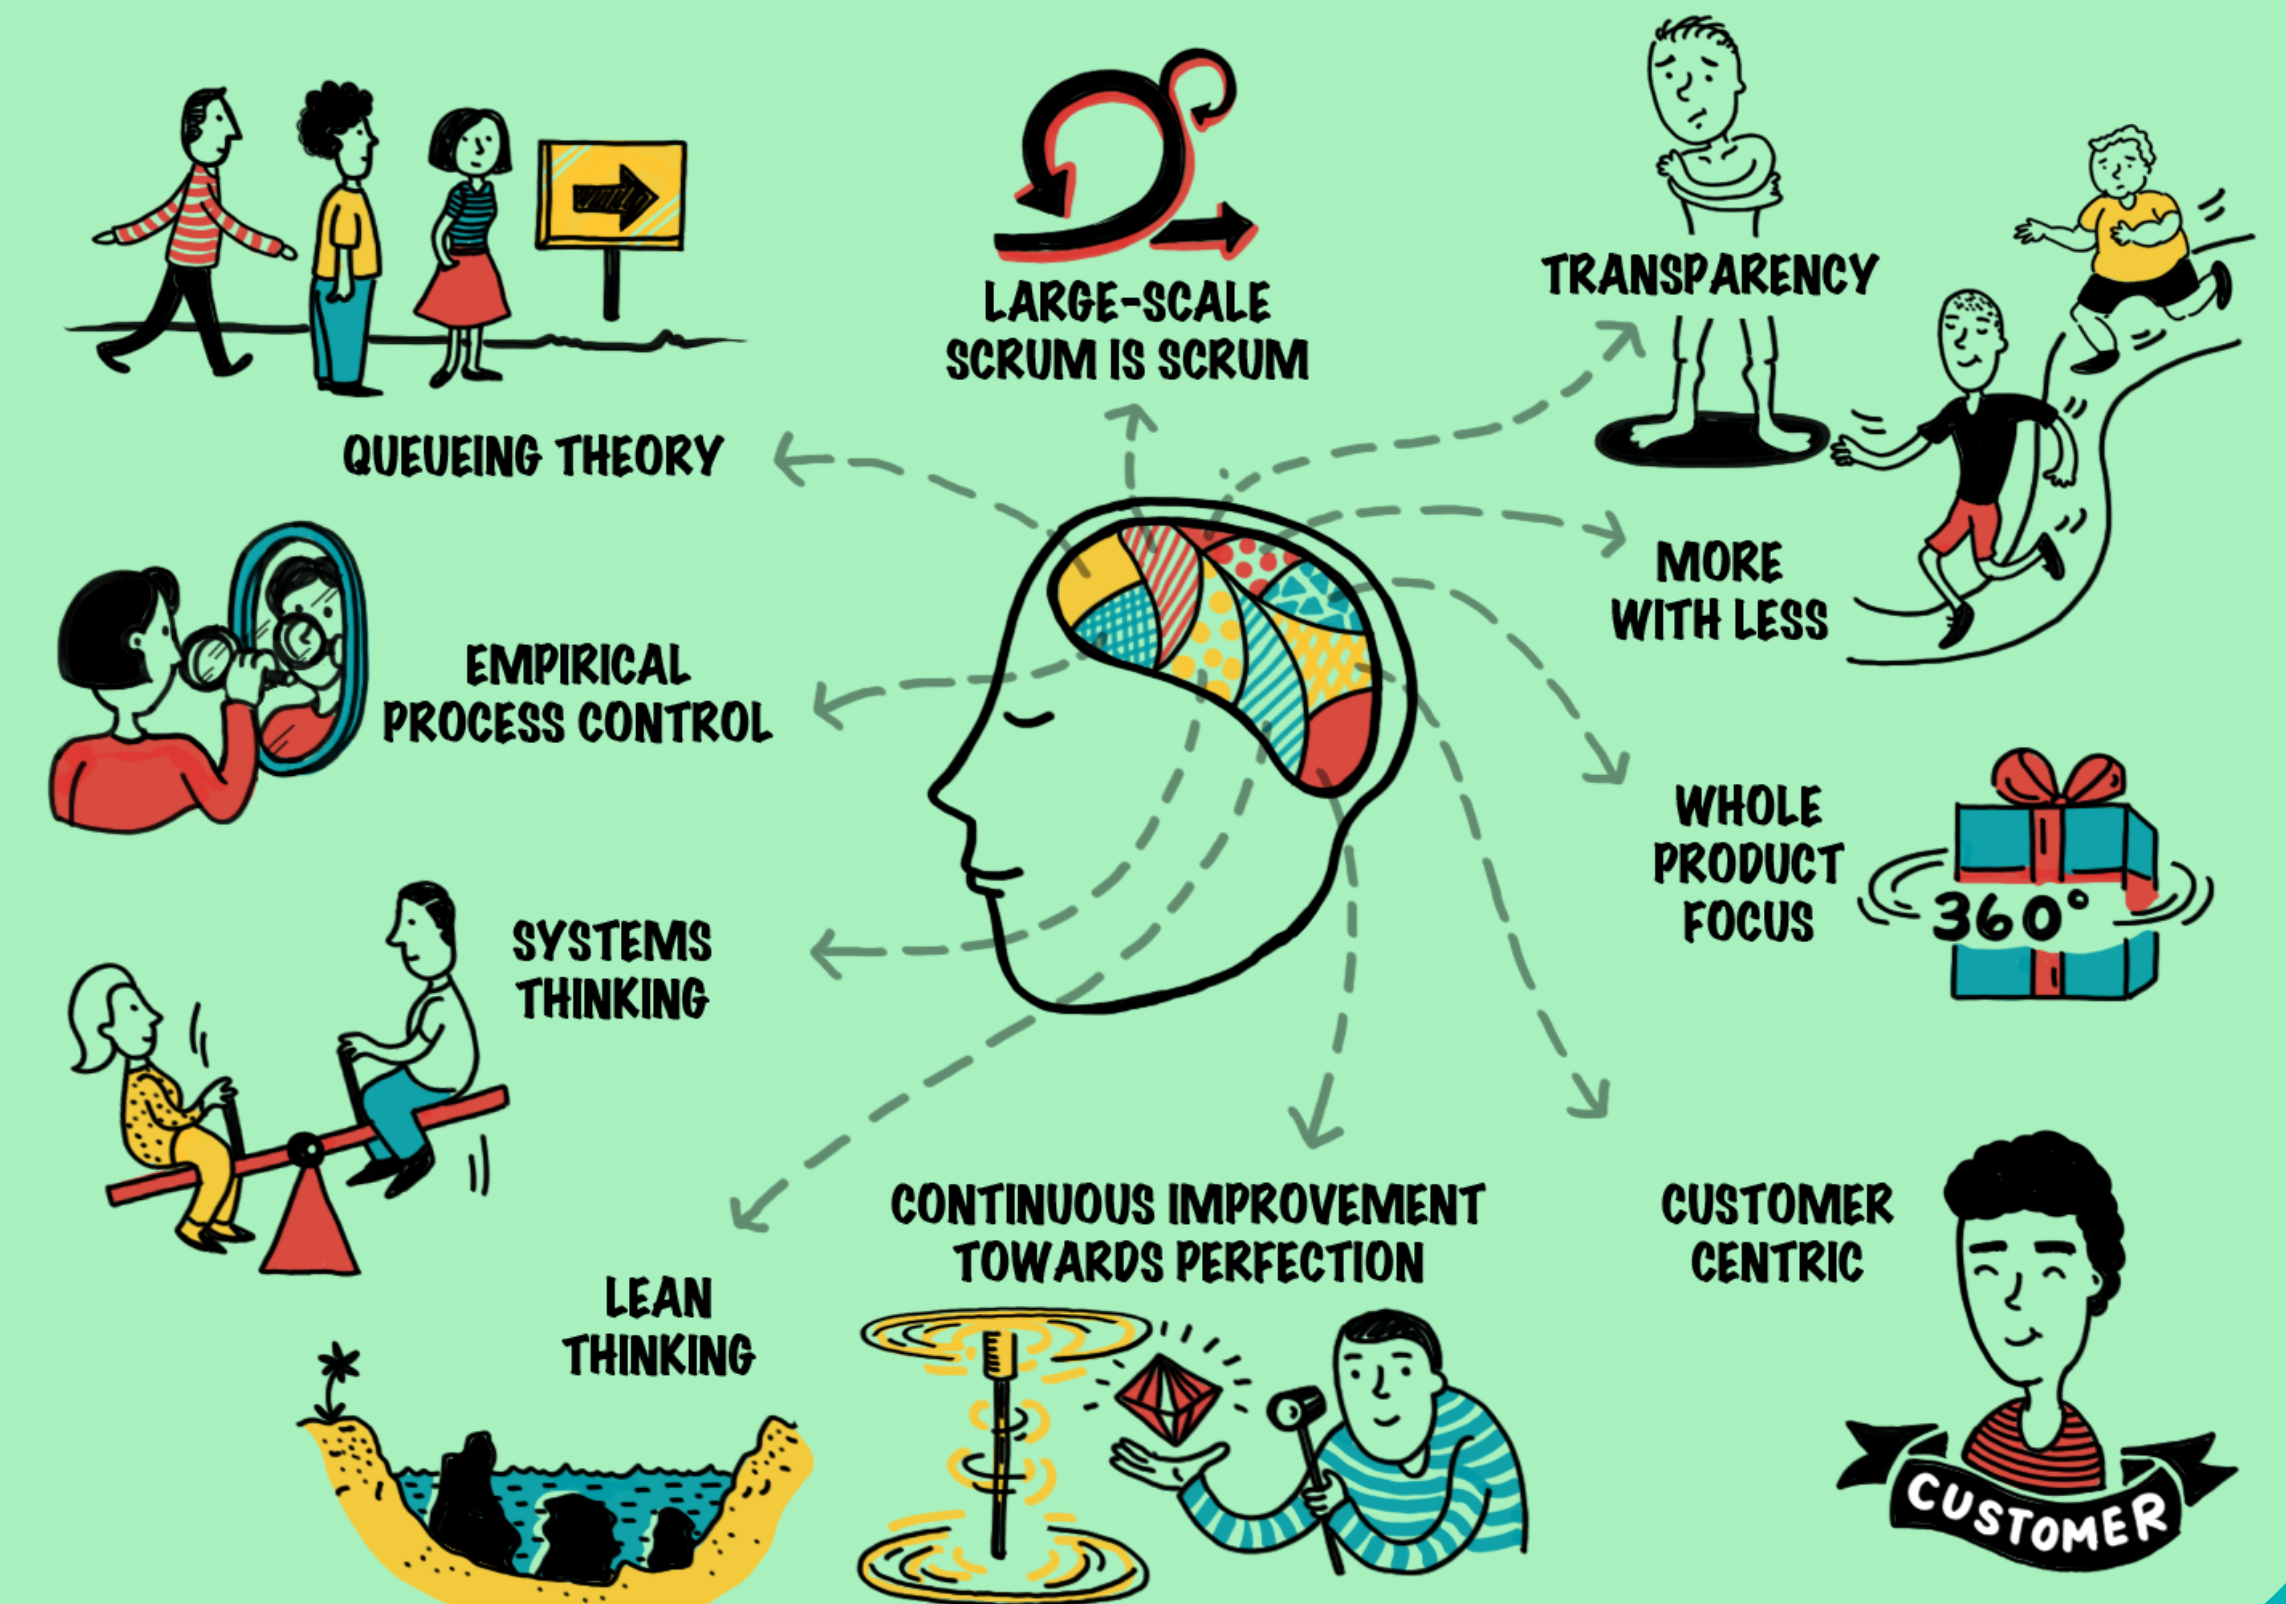 LARGE-SCALE
SCRUM IS SCRUM
TRANSPARENCY
QUEUEING THEORY
MORE
WITH LESS
EMPIRICAL
PROCESS CONTROL
WHOLE
PRODUCT
FOCUS
360°
SYSTEMS
THINKING
CONTINUOUS IMPROVEMENT
TOWARDS PERFECTION
CUSTOMER
CENTRIC
LEAN
THINKING
CUSTOMER